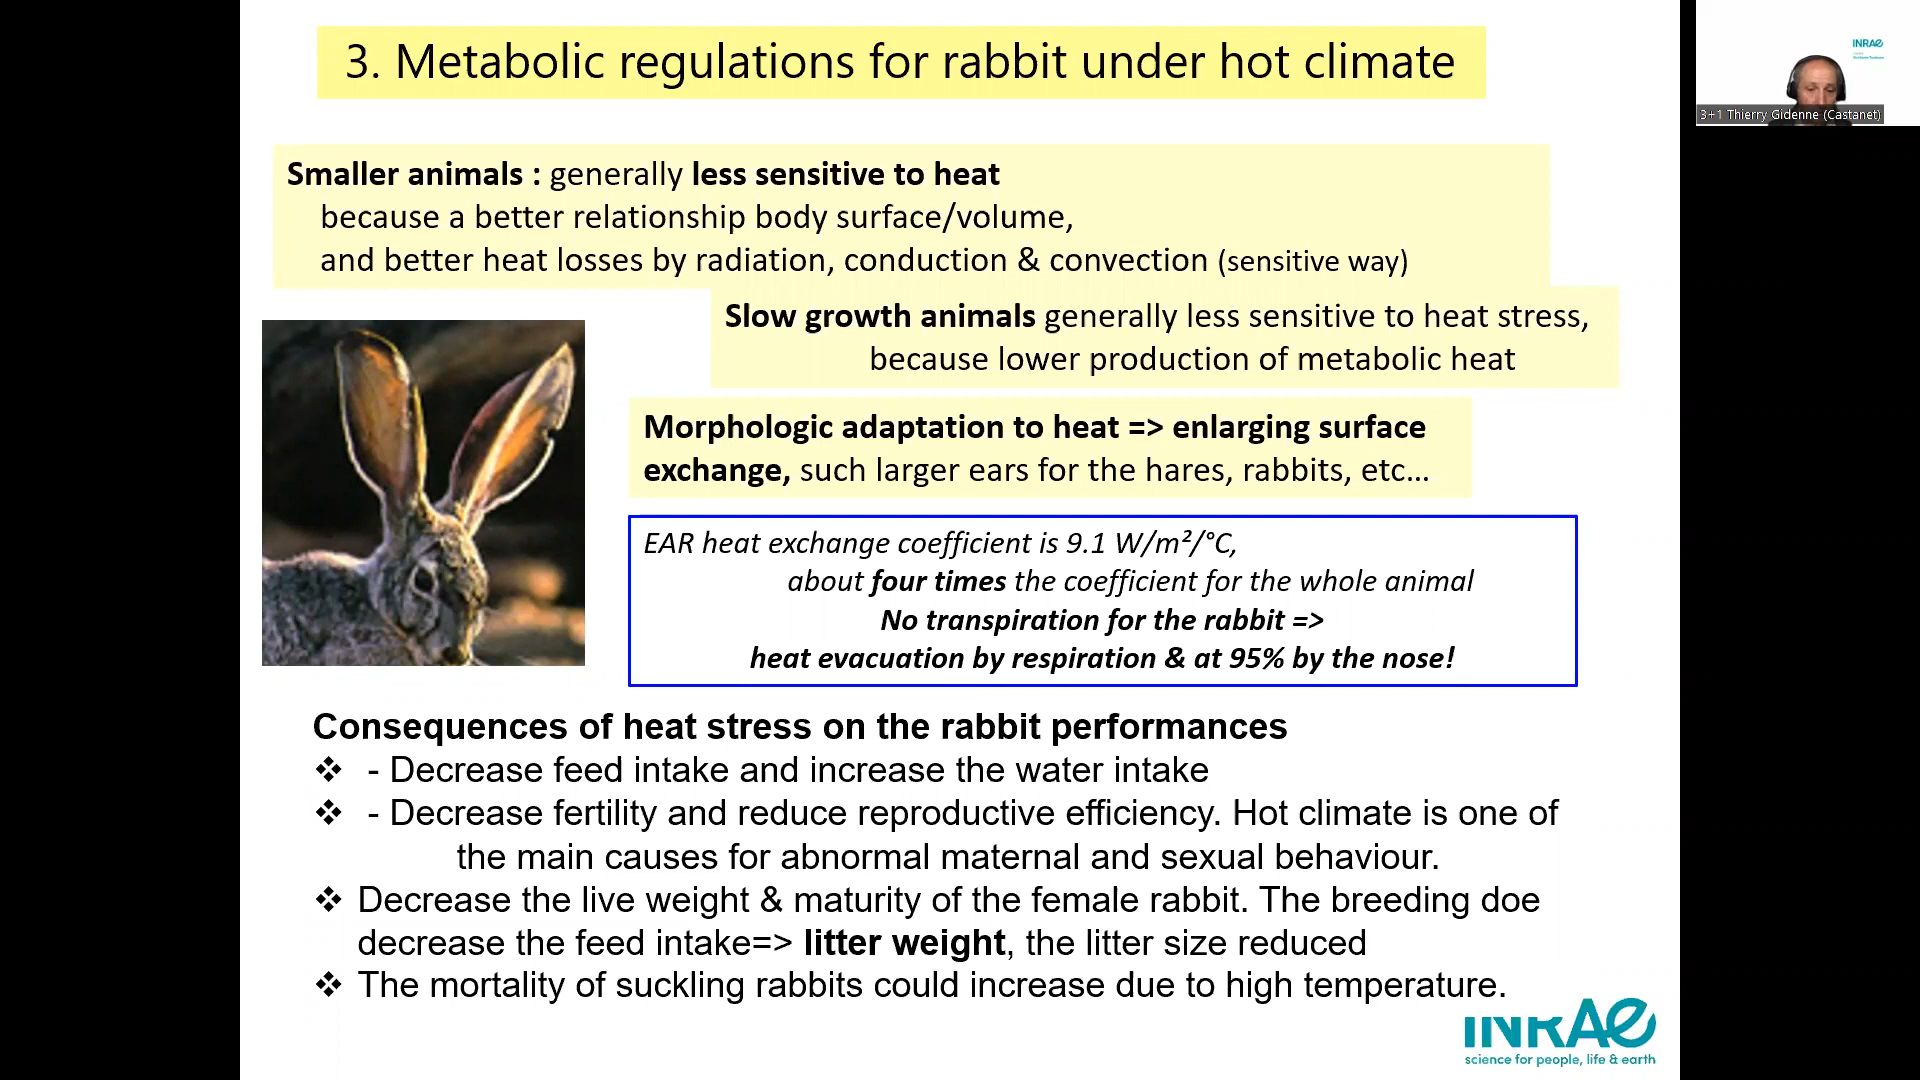 3. Metabolic regulations for rabbit under hot climate
INRAE
3+1 Thierry Gidenne (Castanet)
Smaller animals : generally less sensitive to heat
because a better relationship body surface/volume,
and better heat losses by radiation, conduction & convection (sensitive way)
Slow growth animals generally less sensitive to heat stress,
because lower production of metabolic heat
Morphologic adaptation to heat => enlarging surface
exchange, such larger ears for the hares, rabbits, etc…
EAR heat exchange coefficient is 9.1 W/m²/°C,
about four times the coefficient for the whole animal
No transpiration for the rabbit =>
heat evacuation by respiration & at 95% by the nose!
Consequences of heat stress on the rabbit performances
❖ - Decrease feed intake and increase the water intake
❖ - Decrease fertility and reduce reproductive efficiency. Hot climate is one of
the main causes for abnormal maternal and sexual behaviour.
❖ Decrease the live weight & maturity of the female rabbit. The breeding doe
decrease the feed intake=> litter weight, the litter size reduced
❖ The mortality of suckling rabbits could increase due to high temperature.
INRAE
science for people, life & earth